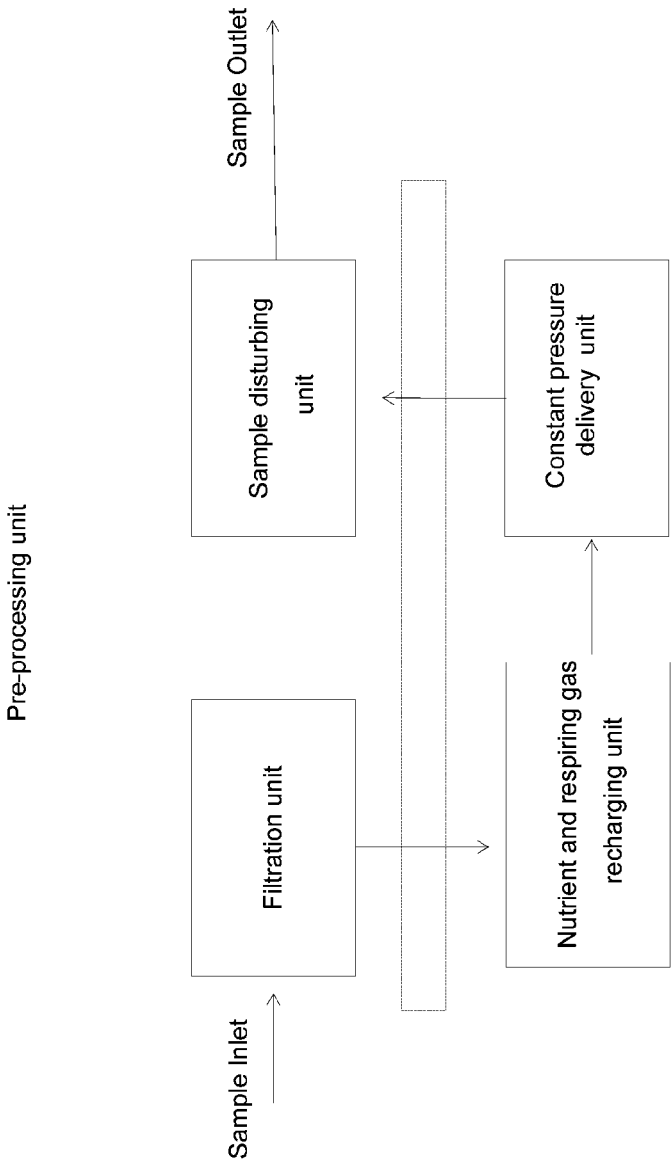 Pre-processing unit
Sample Inlet
Filtration unit
Sample disturbing
unit
Sample Outlet
Nutrient and respiring gas
recharging unit
Constant pressure
delivery unit